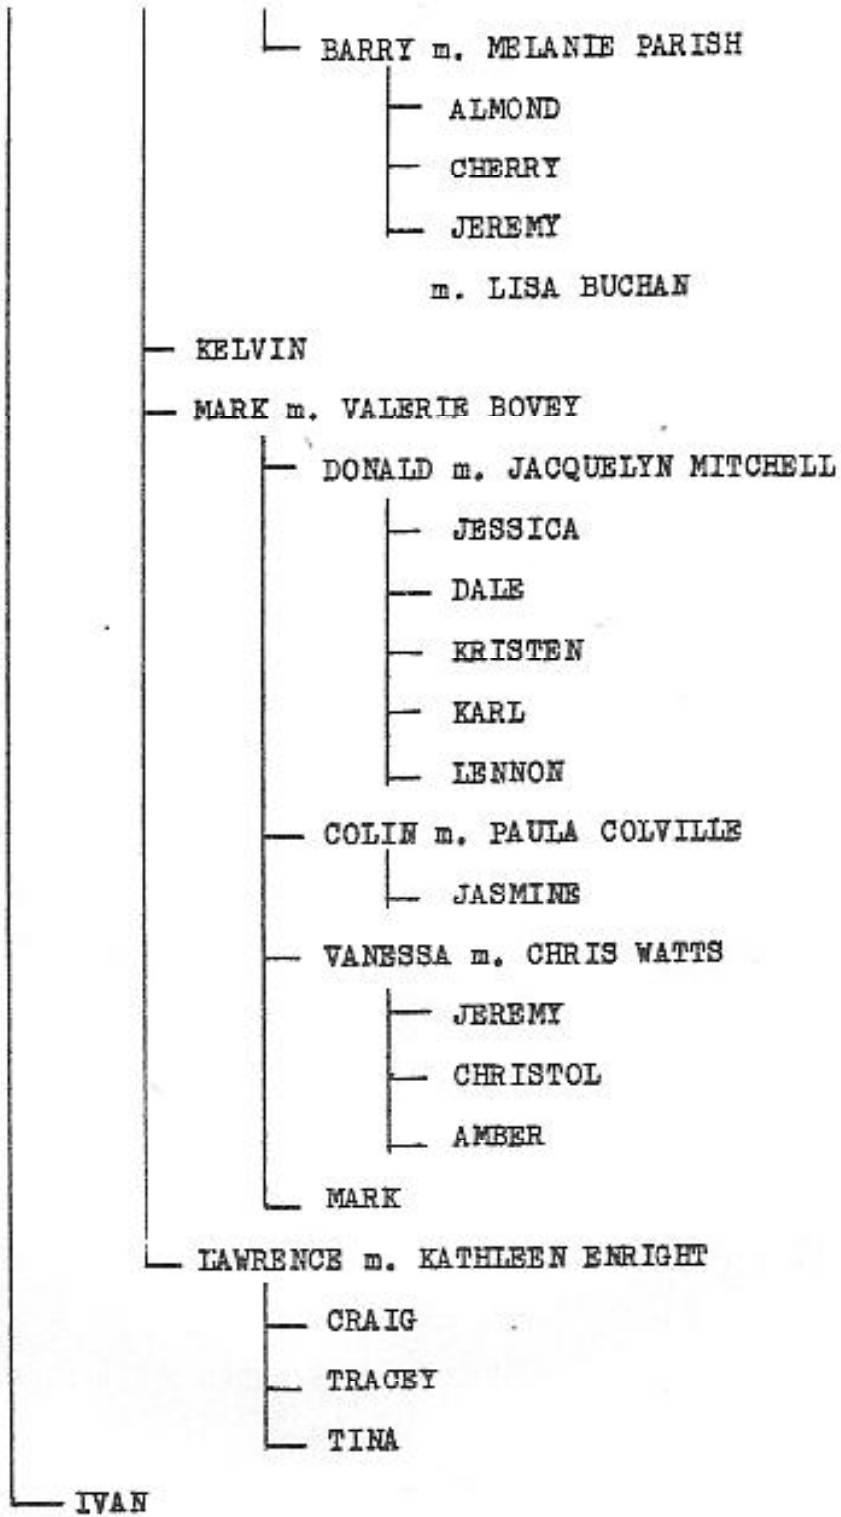 BARRY m. MELANIE PARISH
ALMOND
CHERRY
JEREMY
m. LISA BUCHAN
KELVIN
MARK m. VALERIE BOVEY
DONALD m. JACQUELYN MITCHELL
JESSICA
DALE
KRISTEN
KARL
LENNON
COLIN m. PAULA COLVILLE
JASMINE
VANESSA m. CHRIS WATTS
JEREMY
CHRISTOL
AMBER
MARK
LAWRENCE m. KATHLEEN ENRIGHT
CRAIG
TRACEY
TINA
IVAN